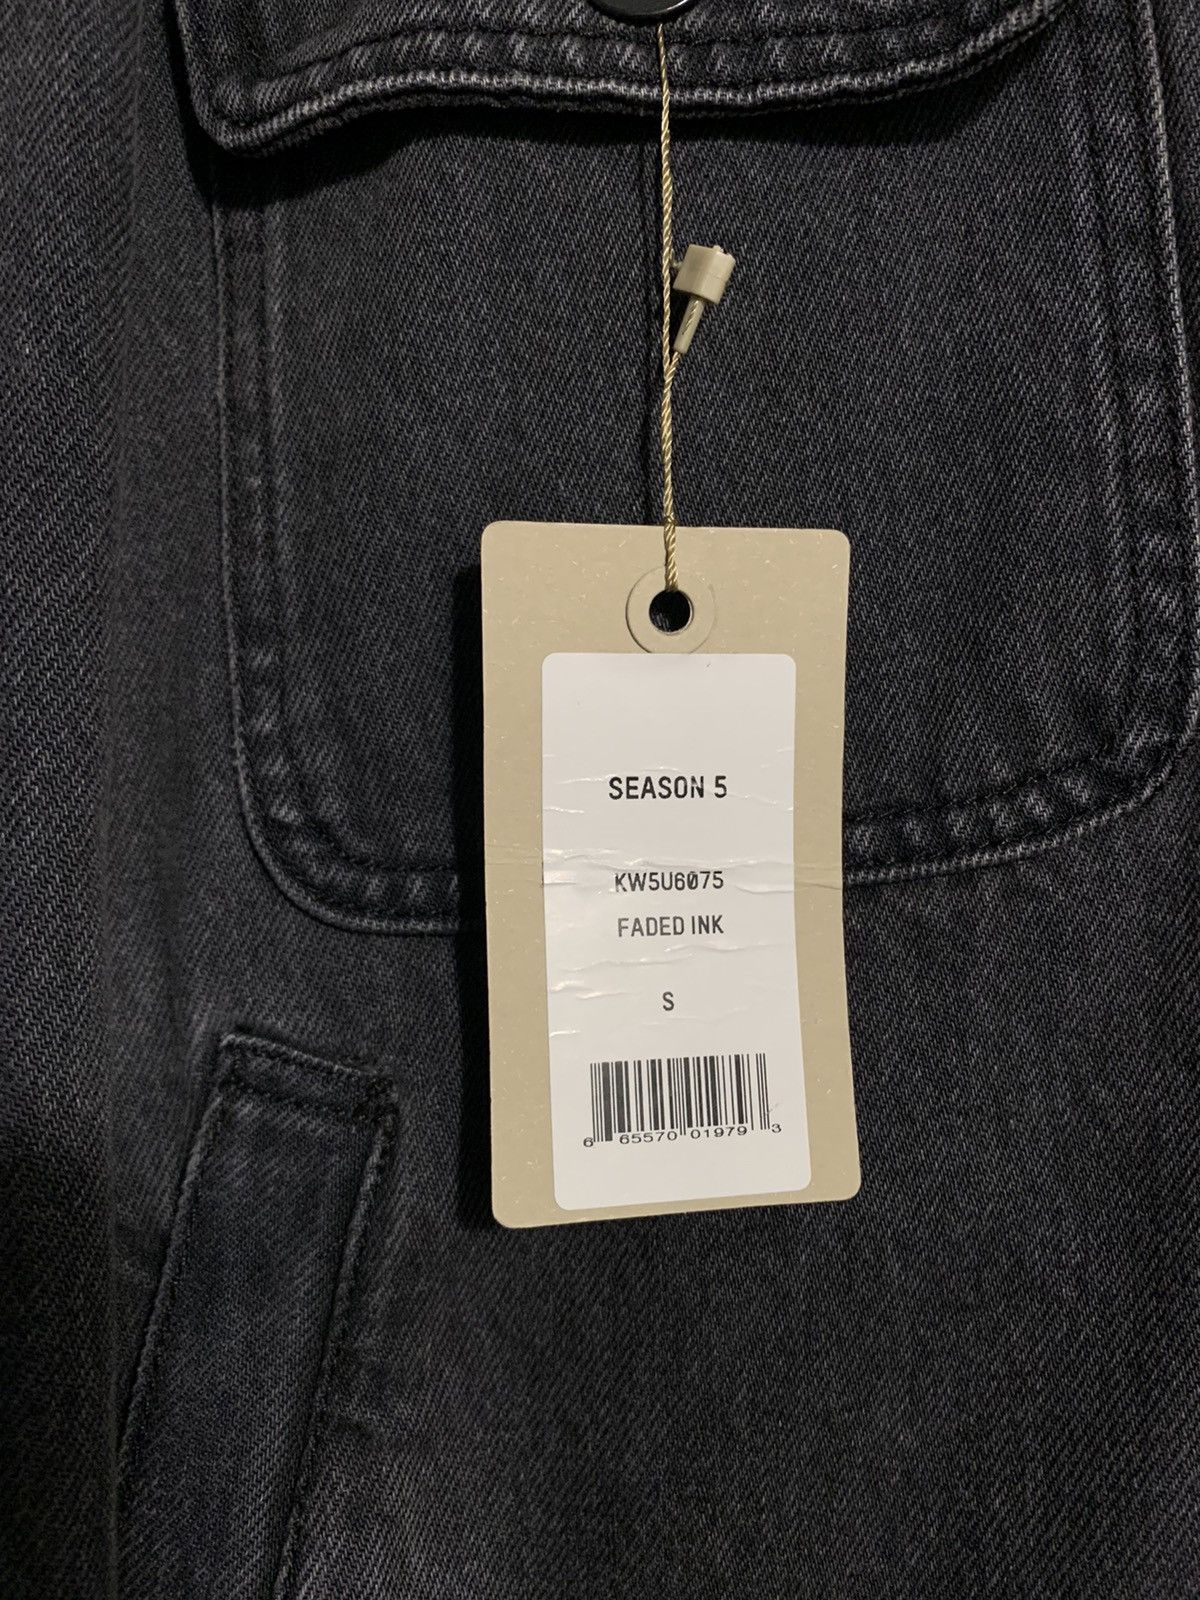 SEASON 5
KW5U6075
FADED INK
S
6 65570 01979 3